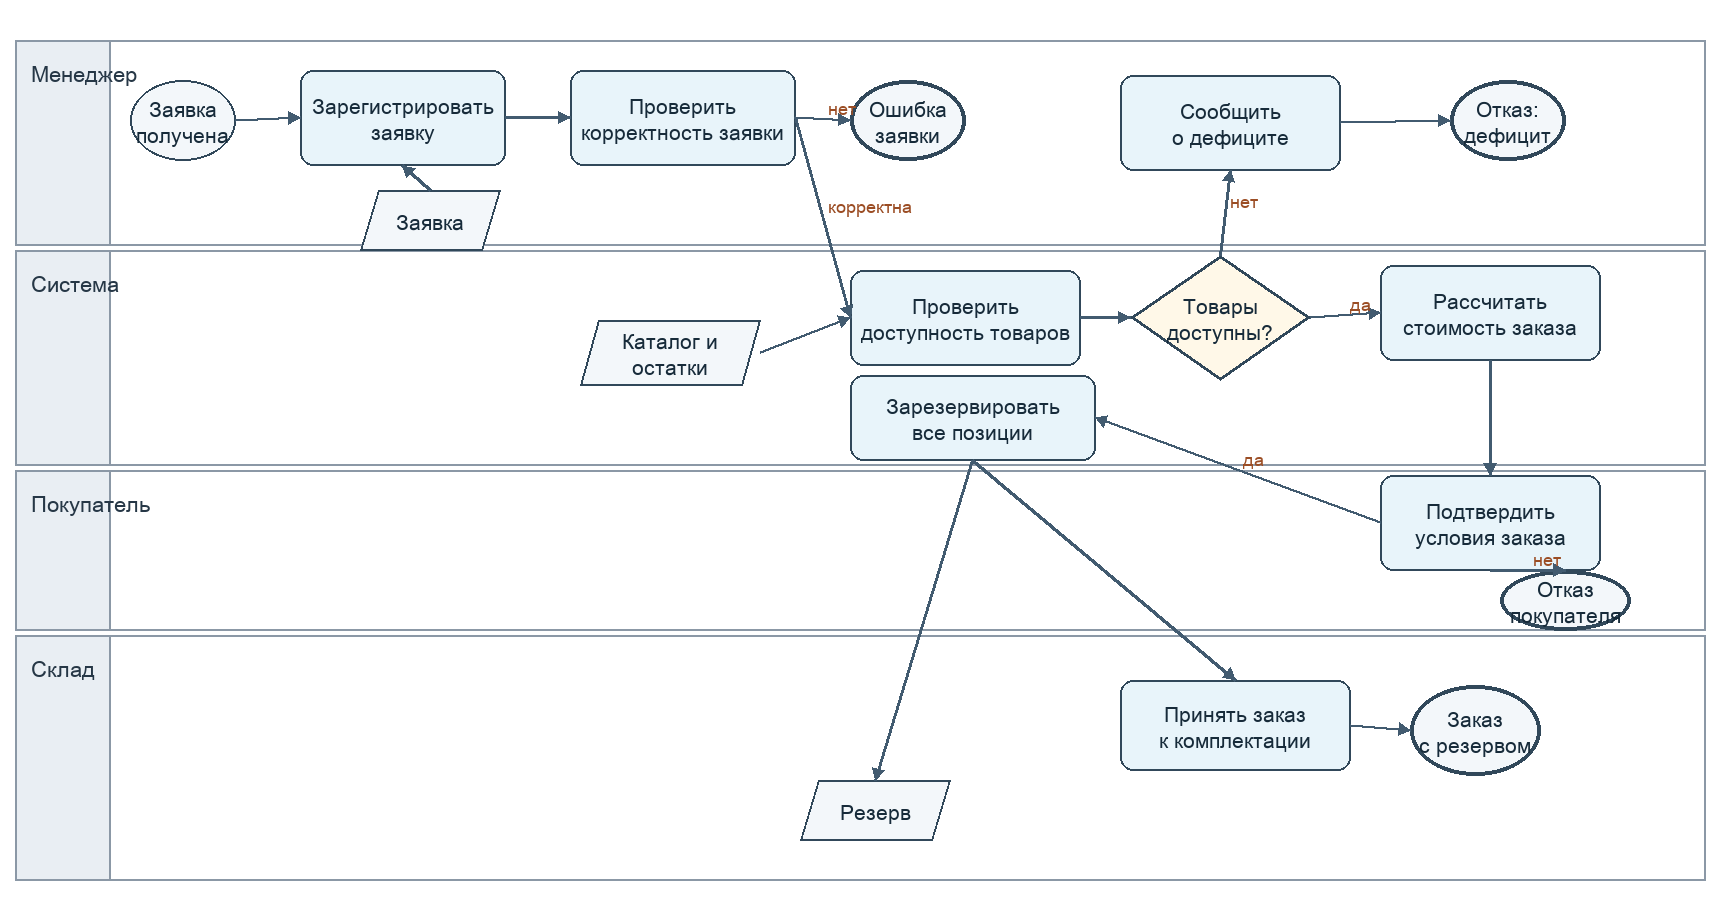 Менеджер
Заявка
получена
Зарегистрировать
заявку
Проверить
корректность заявки
нет
Ошибка
заявки
Сообщить
о дефиците
Отказ:
дефицит
Заявка
корректна
нет
Система
Каталог и
остатки
Проверить
доступность товаров
Товары
доступны?
да
Рассчитать
стоимость заказа
Зарезервировать
все позиции
да
Покупатель
Подтвердить
условия заказа
нет
Отказ
покупателя
Склад
Принять заказ
к комплектации
Заказ
с резервом
Резерв